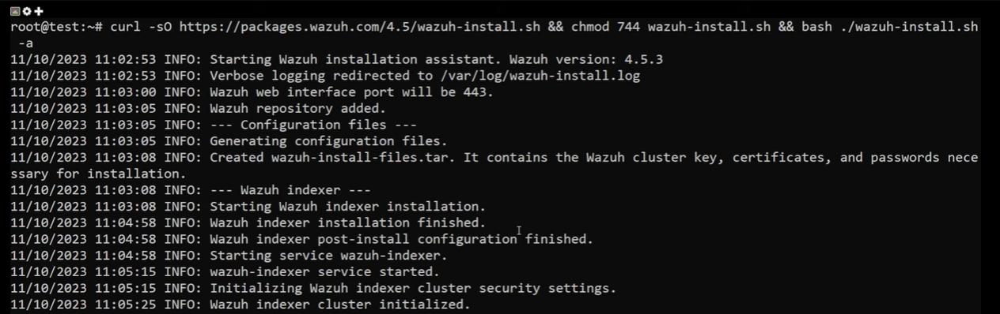 root@test:~# curl -sO https://packages.wazuh.com/4.5/wazuh-install.sh && chmod 744 wazuh-install.sh && bash ./wazuh-install.sh
-a
11/10/2023 11:02:53 INFO: Starting Wazuh installation assistant. Wazuh version: 4.5.3
11/10/2023 11:02:53 INFO: Verbose logging redirected to /var/log/wazuh-install.log
11/10/2023 11:03:00 INFO: Wazuh web interface port will be 443.
11/10/2023 11:03:05 INFO: Wazuh repository added.
11/10/2023 11:03:05 INFO: --- Configuration files ---
11/10/2023 11:03:05 INFO: Generating configuration files.
11/10/2023 11:03:08 INFO: Created wazuh-install-files.tar. It contains the Wazuh cluster key, certificates, and passwords nece
ssary for installation.
11/10/2023 11:03:08 INFO: --- Wazuh indexer ---
11/10/2023 11:03:08 INFO: Starting Wazuh indexer installation.
11/10/2023 11:04:58 INFO: Wazuh indexer installation finished.
11/10/2023 11:04:58 INFO: Wazuh indexer post-install configuration finished.
11/10/2023 11:04:58 INFO: Starting service wazuh-indexer.
11/10/2023 11:05:15 INFO: wazuh-indexer service started.
11/10/2023 11:05:15 INFO: Initializing Wazuh indexer cluster security settings.
11/10/2023 11:05:25 INFO: Wazuh indexer cluster initialized.